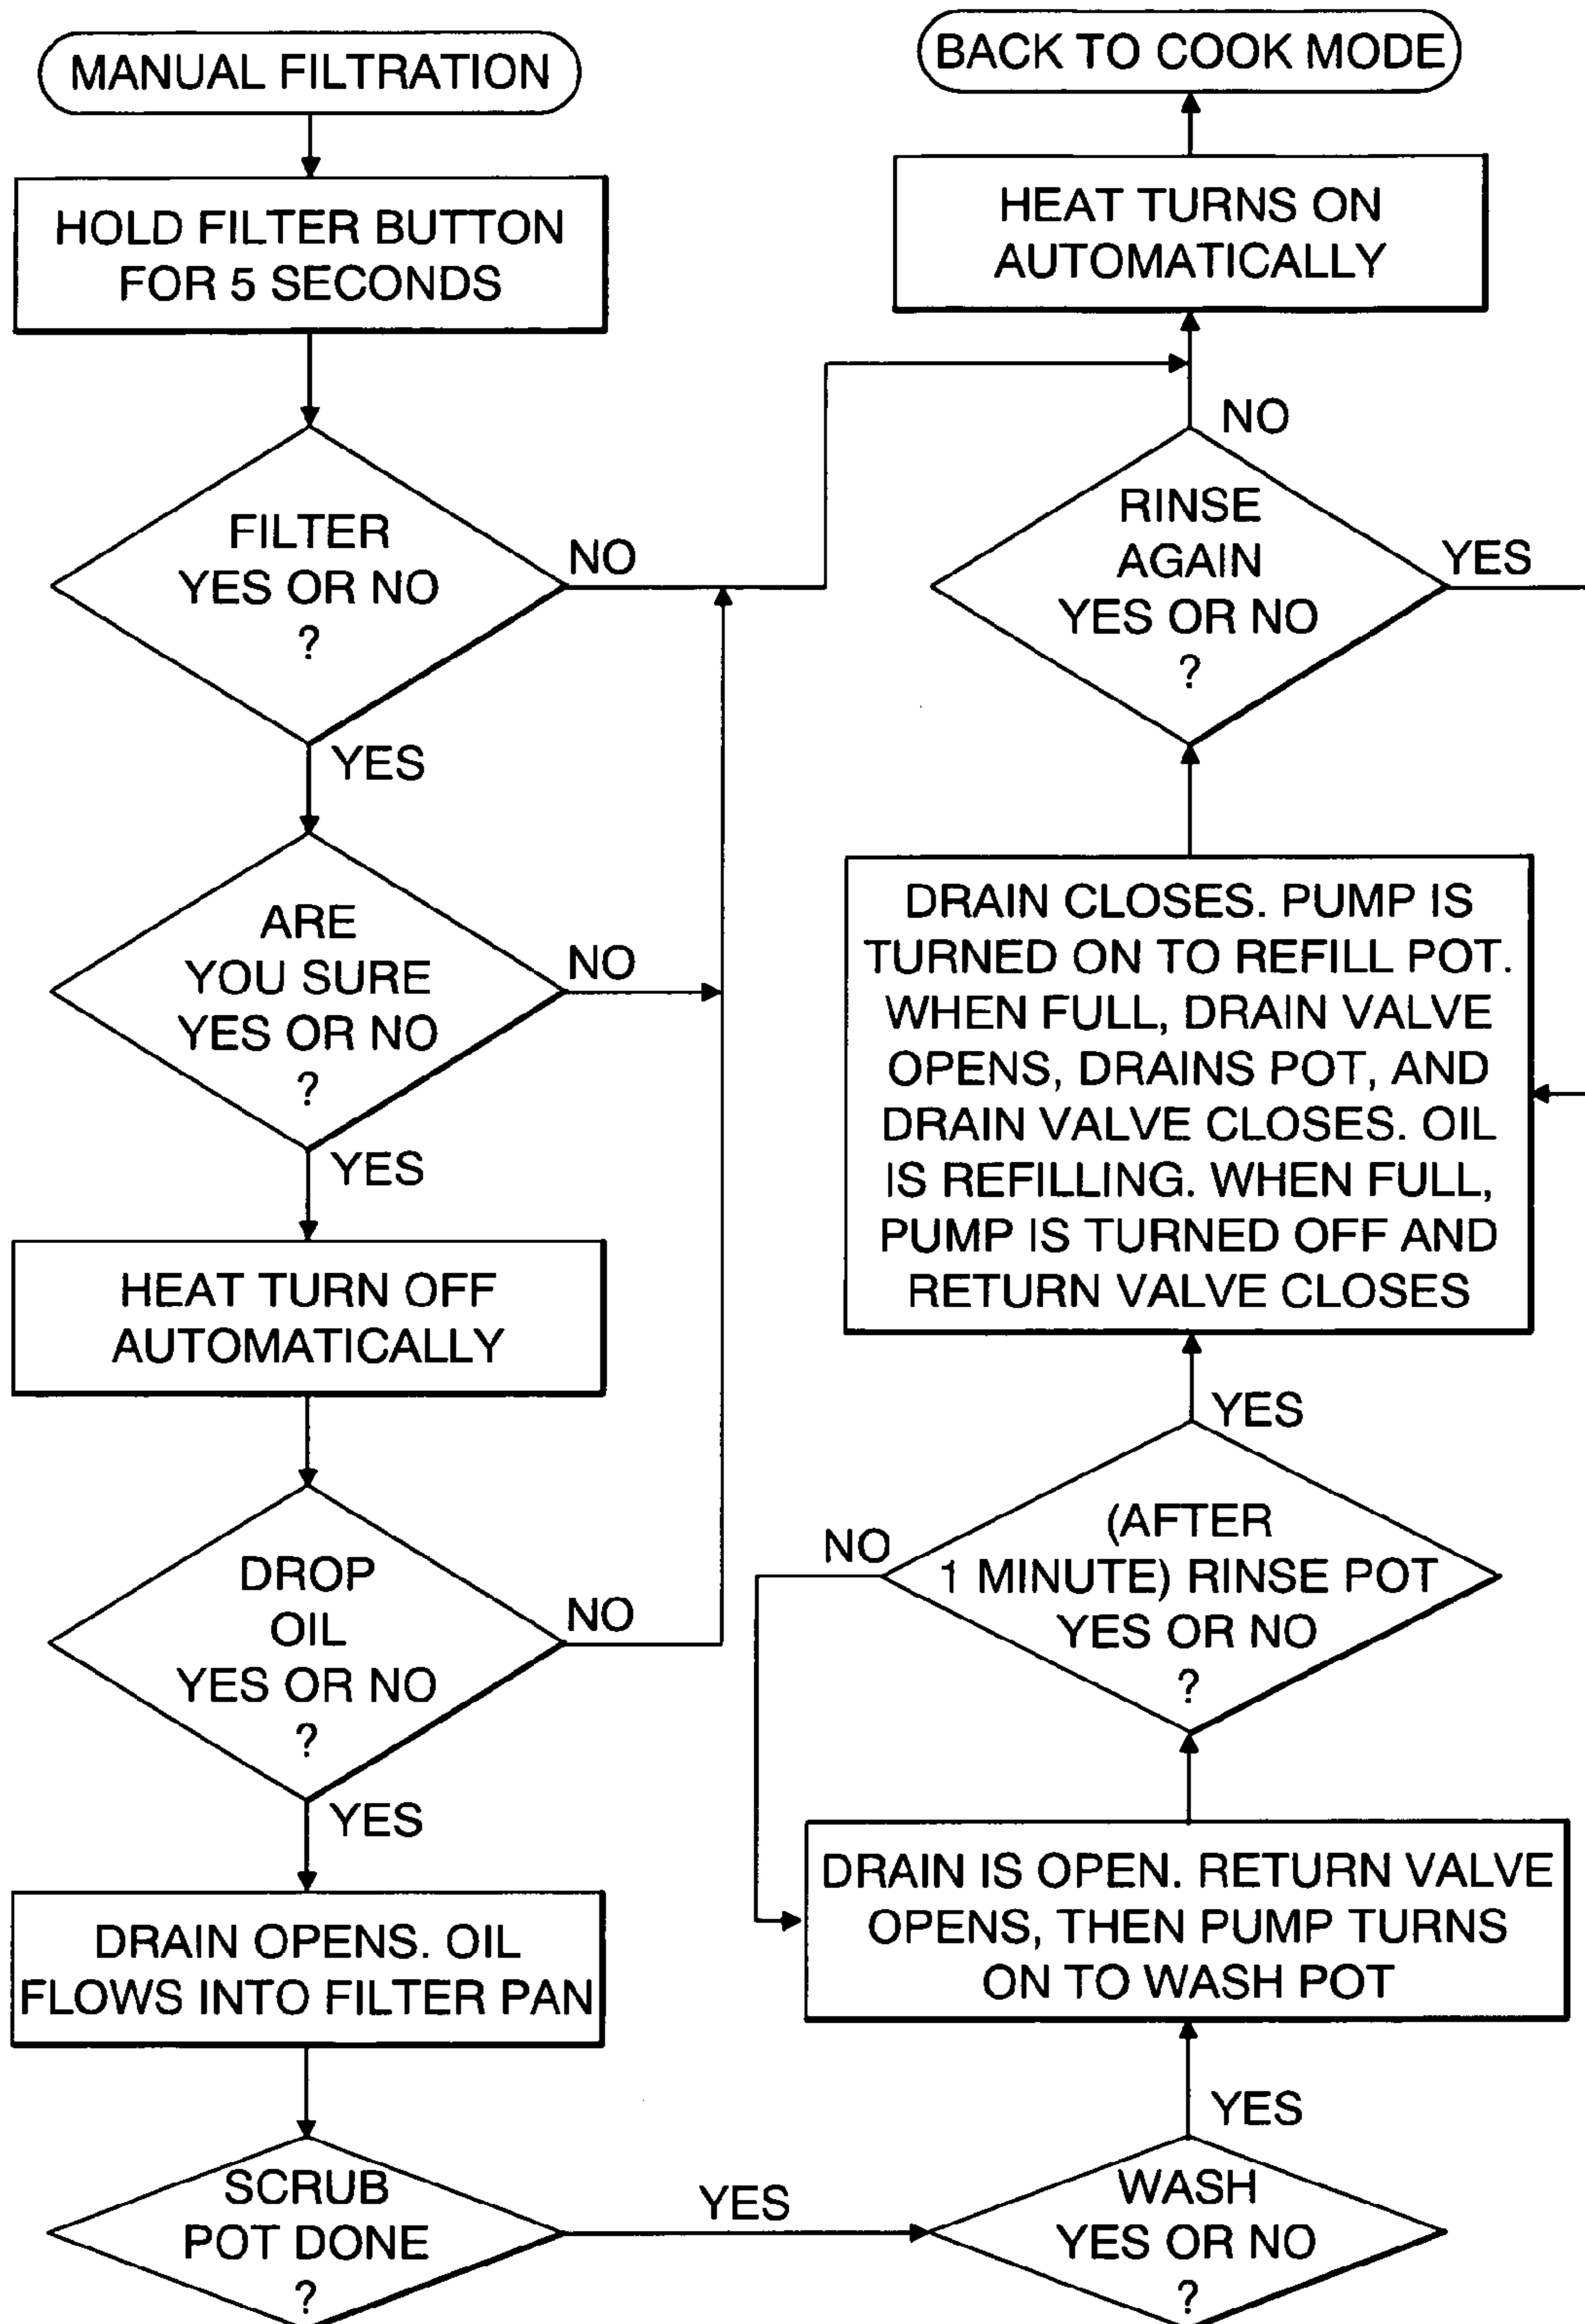 MANUAL FILTRATION
HOLD FILTER BUTTON
FOR 5 SECONDS
FILTER
YES OR NO
?
NO
YES
ARE
YOU SURE
YES OR NO
?
NO
YES
HEAT TURN OFF
AUTOMATICALLY
DROP
OIL
YES OR NO
?
NO
YES
DRAIN OPENS. OIL
FLOWS INTO FILTER PAN
SCRUB
POT DONE
?
YES
WASH
YES OR NO
?
YES
DRAIN IS OPEN. RETURN VALVE
OPENS, THEN PUMP TURNS
ON TO WASH POT
(AFTER
1 MINUTE) RINSE POT
YES OR NO
?
NO
YES
DRAIN CLOSES. PUMP IS
TURNED ON TO REFILL POT.
WHEN FULL, DRAIN VALVE
OPENS, DRAINS POT, AND
DRAIN VALVE CLOSES. OIL
IS REFILLING. WHEN FULL,
PUMP IS TURNED OFF AND
RETURN VALVE CLOSES
RINSE
AGAIN
YES OR NO
?
YES
NO
HEAT TURNS ON
AUTOMATICALLY
BACK TO COOK MODE